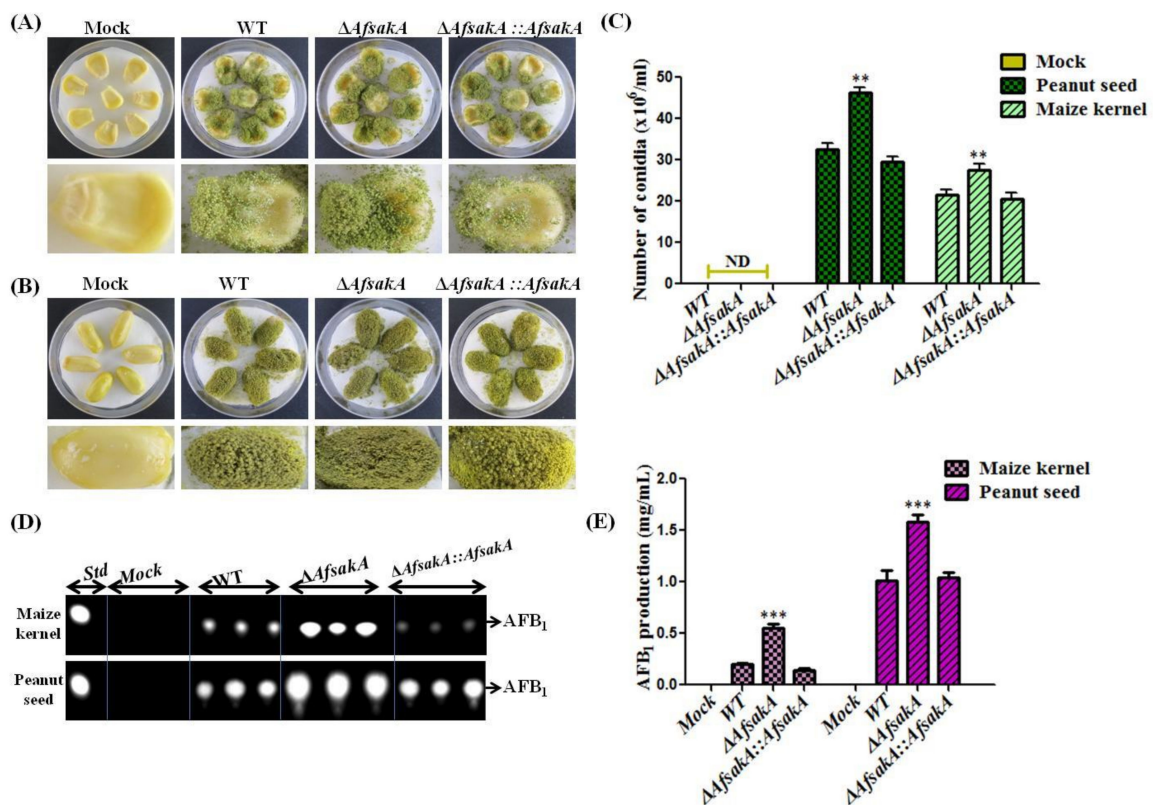 (A)
Mock WT ΔAfsakA ΔAfsakA::AfsakA
(B)
Mock WT ΔAfsakA ΔAfsakA::AfsakA
(C)
Mock
Peanut seed
Maize kernel
Number of conidia (x10⁶/ml)
50
40
30
20
10
0
ND
**
**
WT
ΔAfsakA
ΔAfsakA::AfsakA
WT
ΔAfsakA
ΔAfsakA::AfsakA
WT
ΔAfsakA
ΔAfsakA::AfsakA
(D)
Std Mock WT ΔAfsakA ΔAfsakA::AfsakA
Maize
kernel
AFB₁
Peanut
seed
AFB₁
(E)
Maize kernel
Peanut seed
AFB₁ production (mg/mL)
2.0
1.5
1.0
0.5
0.0
***
***
Mock
WT
ΔAfsakA
ΔAfsakA::AfsakA
Mock
WT
ΔAfsakA
ΔAfsakA::AfsakA